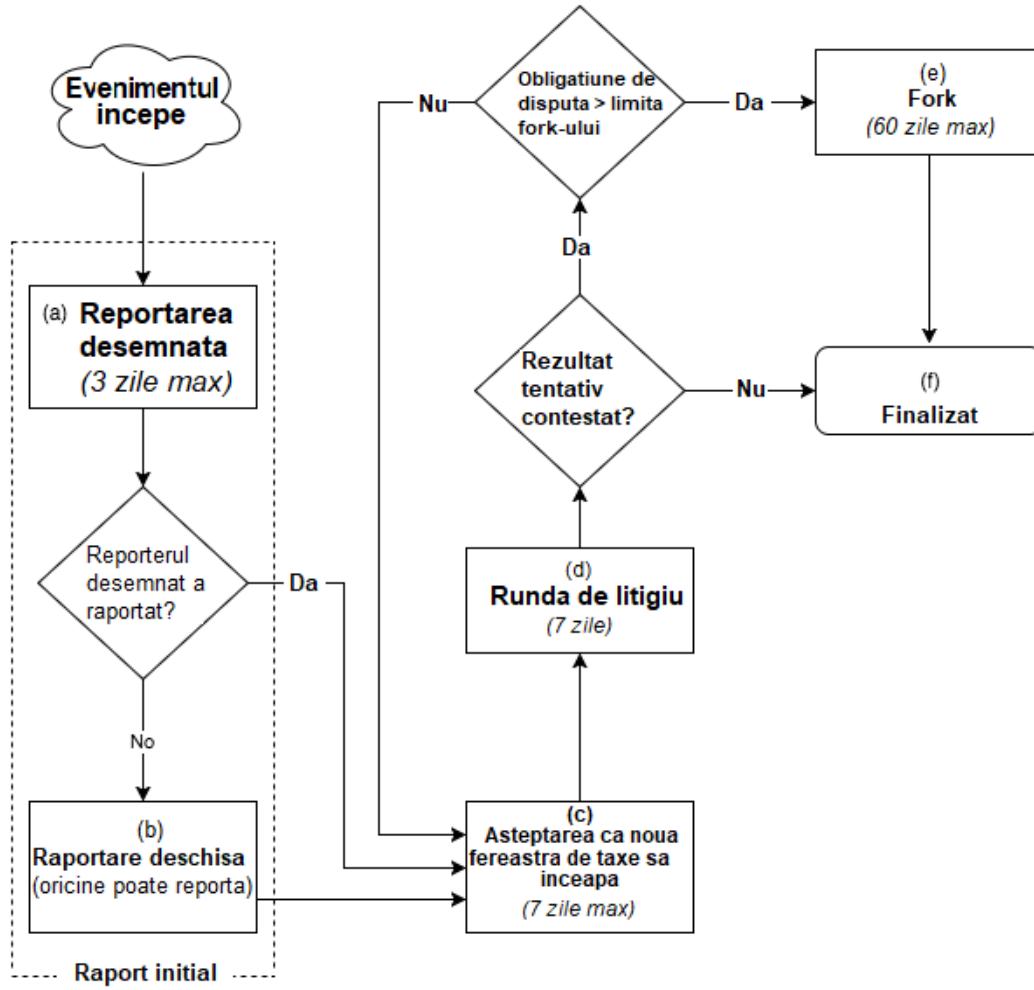 Evenimentul
incepe
(a) Reportarea
desemnata
(3 zile max)
Reporterul
desemnat a
raportat?
Da
No
(b)
Raportare deschisa
(oricine poate reporta)
Raport initial
Nu
Obligatiune de
disputa > limita
fork-ului
Da
(e)
Fork
(60 zile max)
Da
Rezultat
tentativ
contestat?
Nu
(f)
Finalizat
(d)
Runda de litigiu
(7 zile)
(c)
Asteptarea ca noua
fereastra de taxe sa
inceapa
(7 zile max)